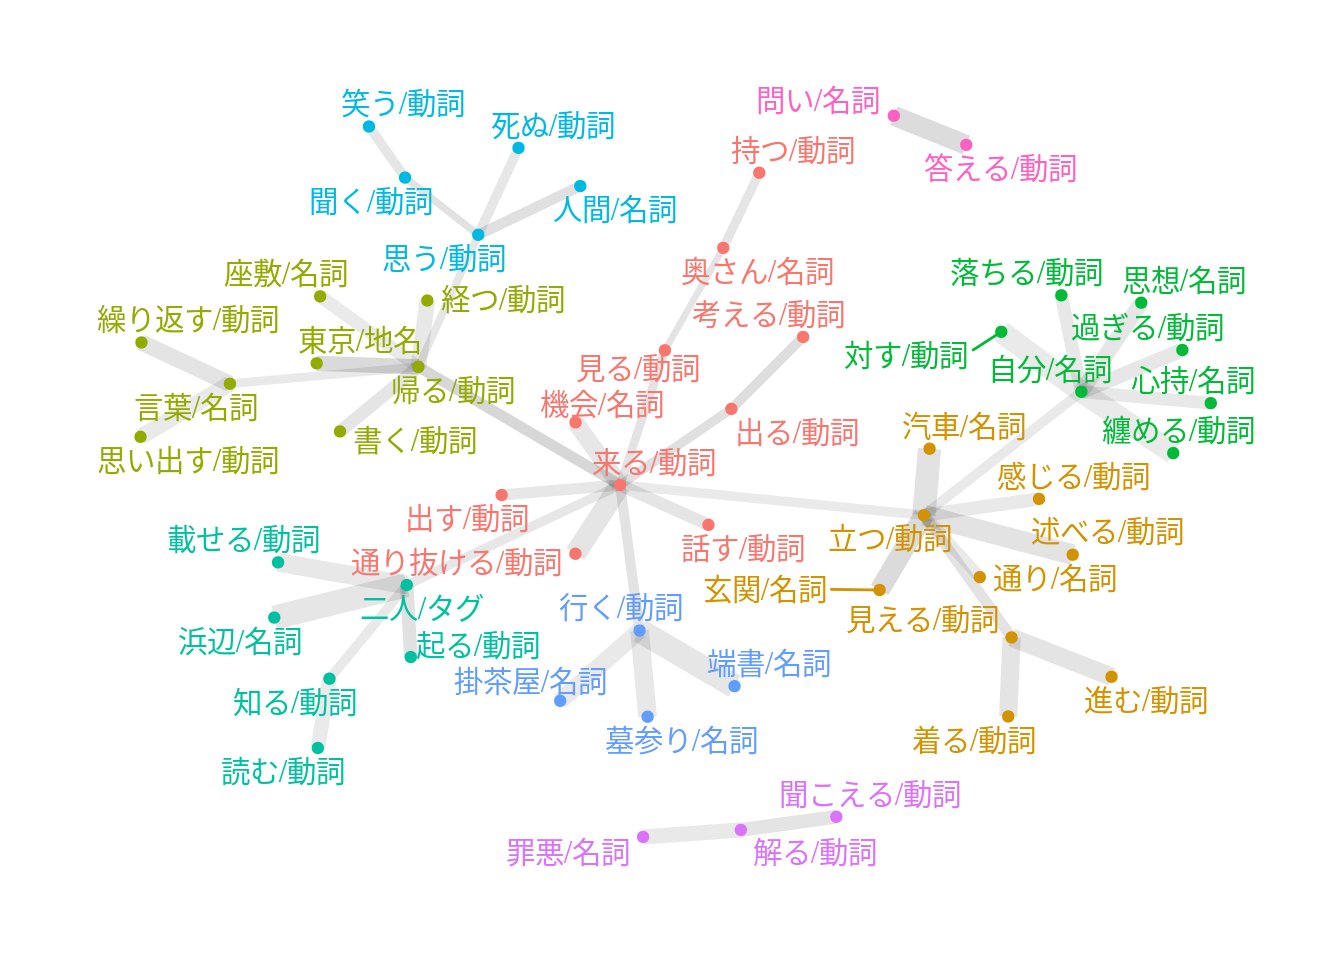 笑う/動詞
問い/名詞
死ぬ/動詞
持つ/動詞
答える/動詞
聞く/動詞
人間/名詞
思う/動詞
座敷/名詞
奥さん/名詞
落ちる/動詞
思想/名詞
経つ/動詞
繰り返す/動詞
考える/動詞
過ぎる/動詞
東京/地名
見る/動詞
対す/動詞
自分/名詞
心持/名詞
帰る/動詞
言葉/名詞
機会/名詞
書く/動詞
出る/動詞
汽車/名詞
纏める/動詞
思い出す/動詞
来る/動詞
感じる/動詞
出す/動詞
載せる/動詞
話す/動詞
立つ/動詞
述べる/動詞
通り抜ける/動詞
玄関/名詞
通り/名詞
二人/タグ
行く/動詞
見える/動詞
浜辺/名詞
起る/動詞
端書/名詞
掛茶屋/名詞
知る/動詞
進む/動詞
墓参り/名詞
着る/動詞
読む/動詞
聞こえる/動詞
罪悪/名詞
解る/動詞